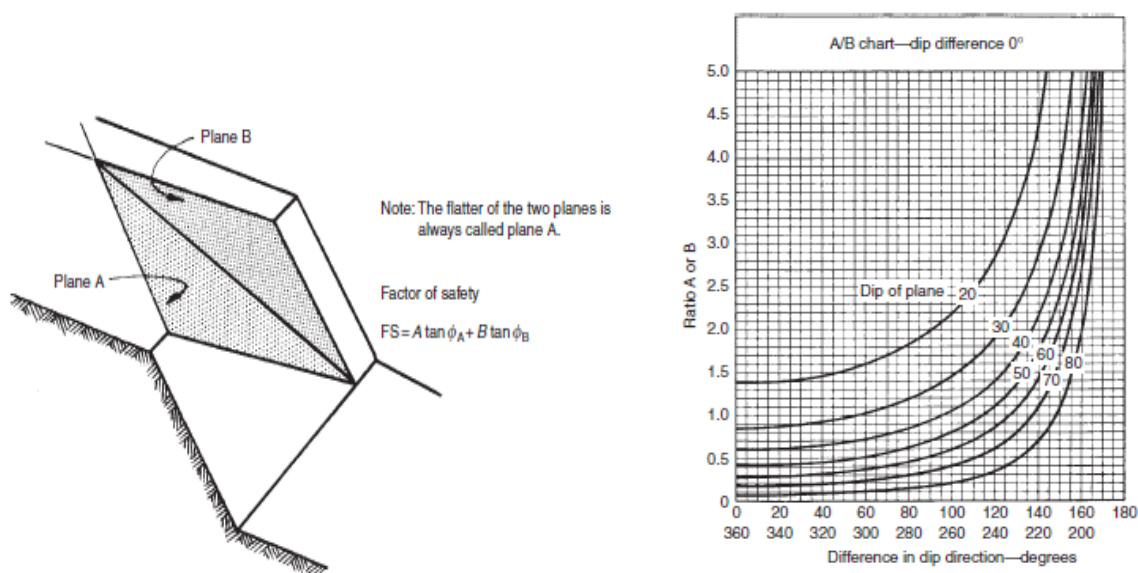 Plane B
Plane A
Note: The flatter of the two planes is
always called plane A.
Factor of safety
FS = A tan ϕA + B tan ϕB
A/B chart—dip difference 0°
Ratio A or B
5.0
4.5
4.0
3.5
3.0
2.5
2.0
1.5
1.0
0.5
0
Dip of plane 20
30
40
50
60
70
80
0 20 40 60 80 100 120 140 160 180
360 340 320 300 280 260 240 220 200
Difference in dip direction—degrees